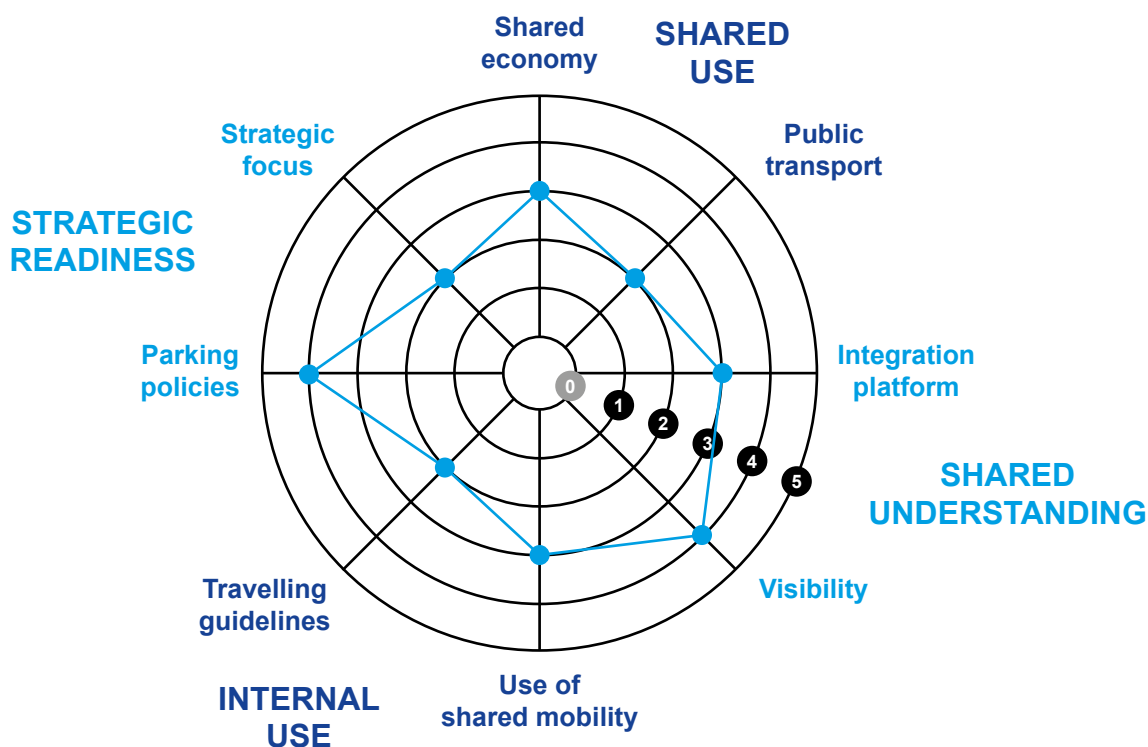 Shared
economy
SHARED
USE
Strategic
focus
Public
transport
STRATEGIC
READINESS
Parking
policies
Integration
platform
0
1
2
3
4
5
SHARED
UNDERSTANDING
Travelling
guidelines
Visibility
INTERNAL
USE
Use of
shared mobility